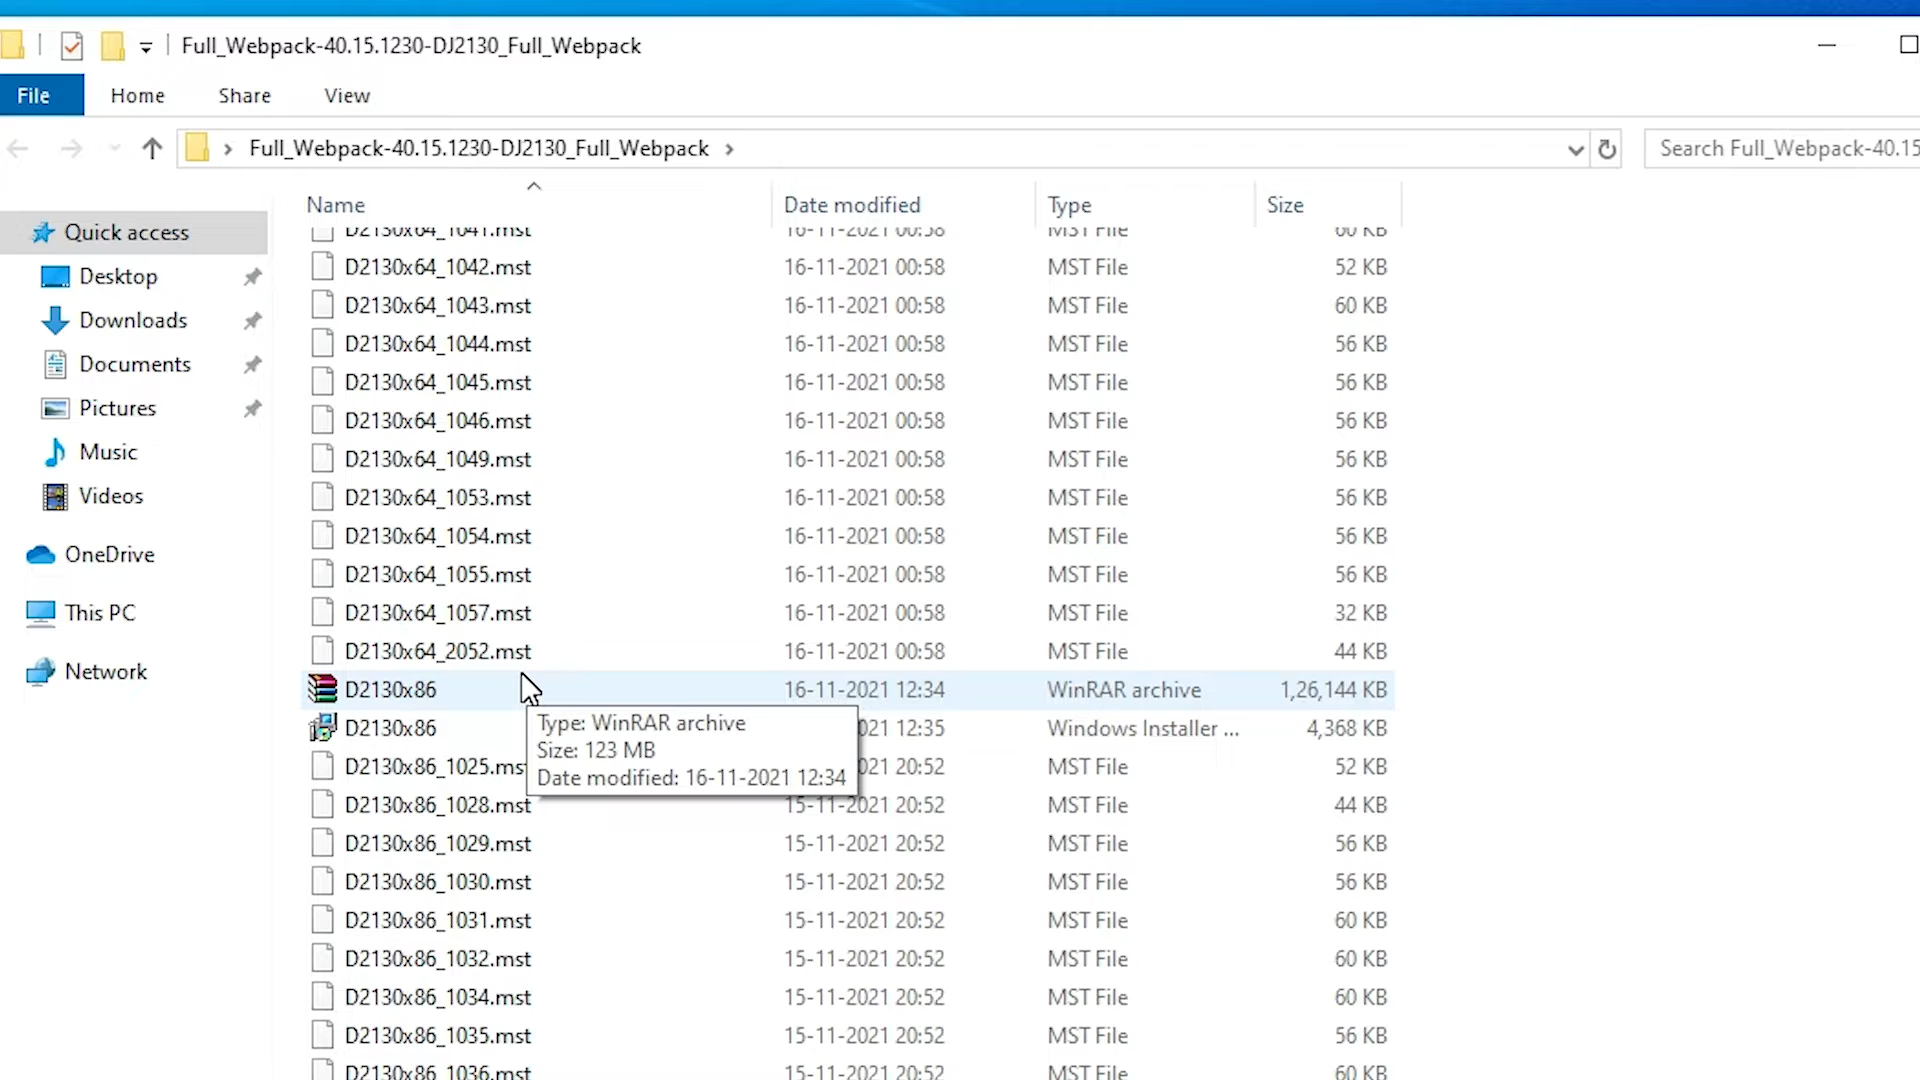 Full_Webpack-40.15.1230-DJ2130_Full_Webpack
File Home Share View
Full_Webpack-40.15.1230-DJ2130_Full_Webpack
Search Full_Webpack-40.15
Name Date modified Type Size
Quick access
Desktop
Downloads
Documents
Pictures
Music
Videos
OneDrive
This PC
Network
D2130x64_1041.mst 16-11-2021 00:58 MST File 60 KB
D2130x64_1042.mst 16-11-2021 00:58 MST File 52 KB
D2130x64_1043.mst 16-11-2021 00:58 MST File 60 KB
D2130x64_1044.mst 16-11-2021 00:58 MST File 56 KB
D2130x64_1045.mst 16-11-2021 00:58 MST File 56 KB
D2130x64_1046.mst 16-11-2021 00:58 MST File 56 KB
D2130x64_1049.mst 16-11-2021 00:58 MST File 56 KB
D2130x64_1053.mst 16-11-2021 00:58 MST File 56 KB
D2130x64_1054.mst 16-11-2021 00:58 MST File 56 KB
D2130x64_1055.mst 16-11-2021 00:58 MST File 56 KB
D2130x64_1057.mst 16-11-2021 00:58 MST File 32 KB
D2130x64_2052.mst 16-11-2021 00:58 MST File 44 KB
D2130x86 16-11-2021 12:34 WinRAR archive 1,26,144 KB
D2130x86 021 12:35 Windows Installer ... 4,368 KB
D2130x86_1025.ms 021 20:52 MST File 52 KB
Type: WinRAR archive
Size: 123 MB
Date modified: 16-11-2021 12:34
D2130x86_1028.mst 15-11-2021 20:52 MST File 44 KB
D2130x86_1029.mst 15-11-2021 20:52 MST File 56 KB
D2130x86_1030.mst 15-11-2021 20:52 MST File 56 KB
D2130x86_1031.mst 15-11-2021 20:52 MST File 60 KB
D2130x86_1032.mst 15-11-2021 20:52 MST File 60 KB
D2130x86_1034.mst 15-11-2021 20:52 MST File 60 KB
D2130x86_1035.mst 15-11-2021 20:52 MST File 56 KB
D2130x86_1036.mst 15-11-2021 20:52 MST File 60 KB